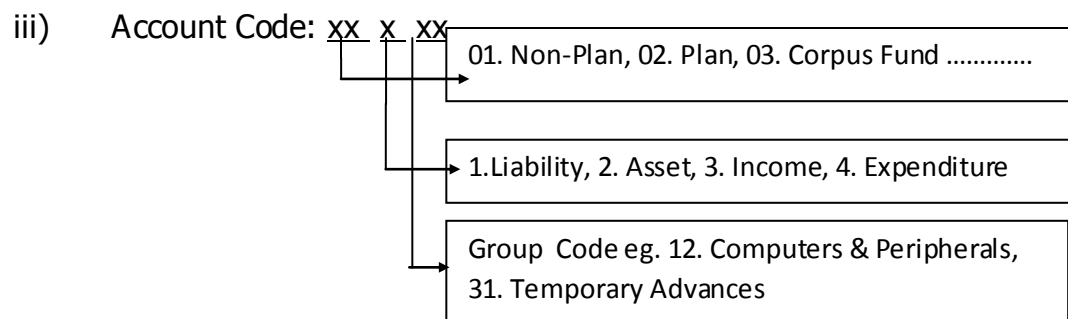 iii) Account Code: xx x xx
01. Non-Plan, 02. Plan, 03. Corpus Fund .............
1.Liability, 2. Asset, 3. Income, 4. Expenditure
Group Code eg. 12. Computers & Peripherals,
31. Temporary Advances